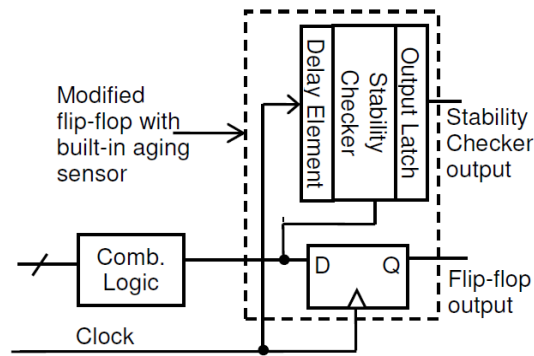 Modified
flip-flop with
built-in aging
sensor
Delay Element
Stability
Checker
Output Latch
Stability
Checker
output
Comb.
Logic
D
Q
Flip-flop
output
Clock